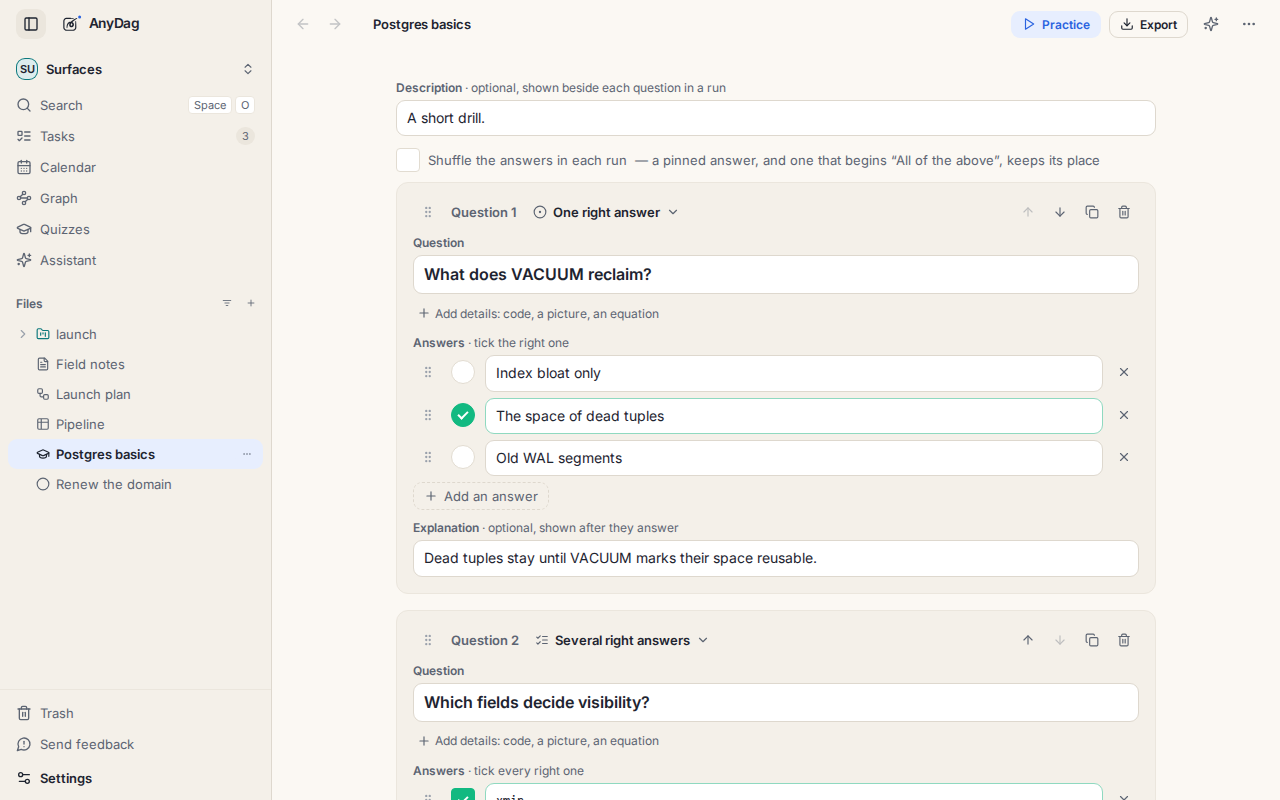 AnyDag
SU Surfaces
Search Space O
Tasks 3
Calendar
Graph
Quizzes
Assistant
Files
launch
Field notes
Launch plan
Pipeline
Postgres basics
Renew the domain
Trash
Send feedback
Settings
Postgres basics
Practice
Export
Description · optional, shown beside each question in a run
A short drill.
Shuffle the answers in each run — a pinned answer, and one that begins “All of the above”, keeps its place
Question 1 One right answer
Question
What does VACUUM reclaim?
Add details: code, a picture, an equation
Answers · tick the right one
Index bloat only
The space of dead tuples
Old WAL segments
Add an answer
Explanation · optional, shown after they answer
Dead tuples stay until VACUUM marks their space reusable.
Question 2 Several right answers
Question
Which fields decide visibility?
Add details: code, a picture, an equation
Answers · tick every right one